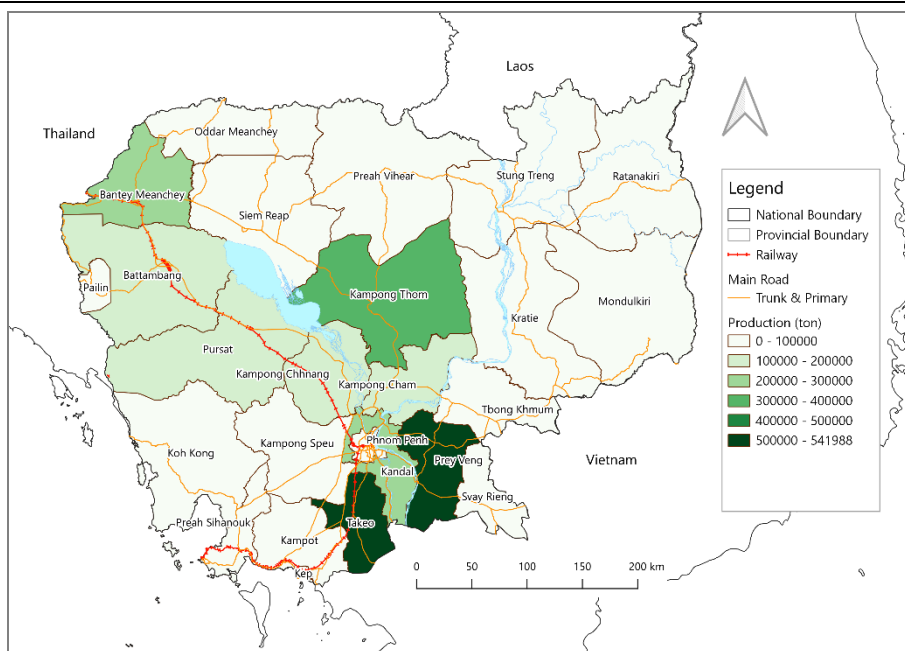 Laos
Thailand
Oddar Meanchey
Stung Treng
Preah Vihear
Ratanakiri
Bantey Meanchey
Siem Reap
Battambang
Pailin
Kampong Thom
Mondulkiri
Kratie
Pursat
Kampong Chhnang
Kampong Cham
Tbong Khmum
Kampong Speu
Phnom Penh
Koh Kong
Prey Veng
Vietnam
Kandal
Svay Rieng
Preah Sihanouk
Takeo
Kampot
Kep
0 50 100 150 200 km
Legend
National Boundary
Provincial Boundary
Railway
Main Road
Trunk & Primary
Production (ton)
0 - 100000
100000 - 200000
200000 - 300000
300000 - 400000
400000 - 500000
500000 - 541988